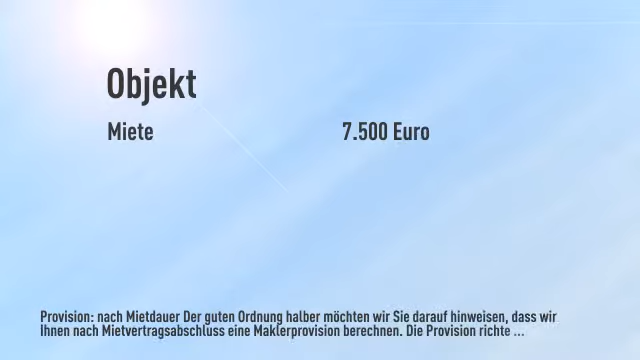 Objekt
Miete 7.500 Euro
Provision: nach Mietdauer Der guten Ordnung halber möchten wir Sie darauf hinweisen, dass wir
Ihnen nach Mietvertragsabschluss eine Maklerprovision berechnen. Die Provision richte ...